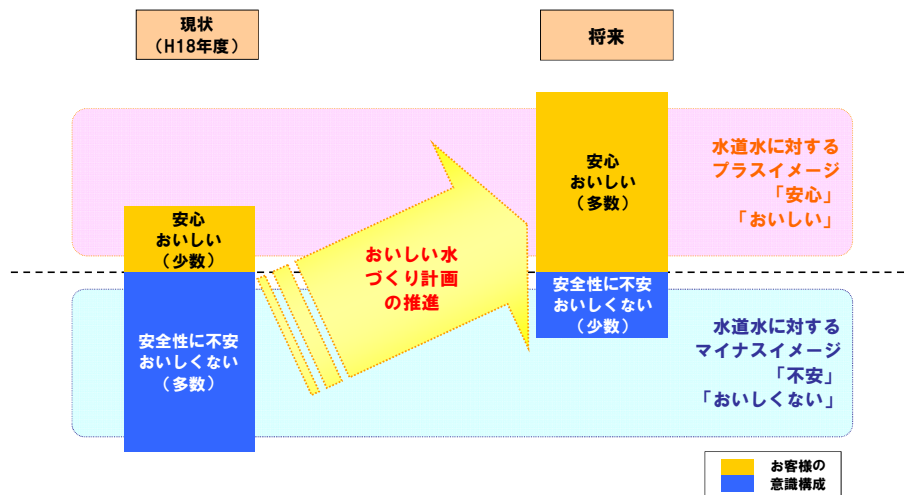 現状
（H18年度）
将来
安心
おいしい
（少数）
安全性に不安
おいしくない
（多数）
おいしい水
づくり計画
の推進
安心
おいしい
（多数）
安全性に不安
おいしくない
（少数）
水道水に対する
プラスイメージ
「安心」
「おいしい」
水道水に対する
マイナスイメージ
「不安」
「おいしくない」
お客様の
意識構成